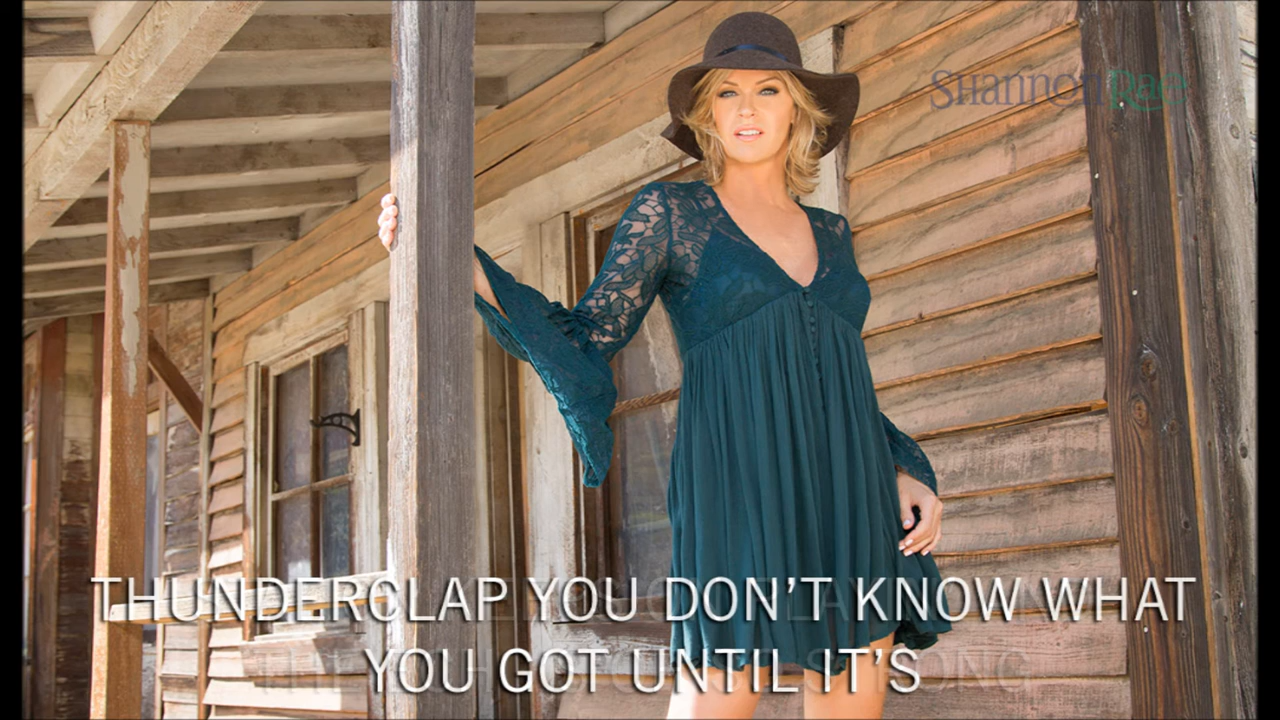 Shannon Rae
THUNDERCLAP YOU DON'T KNOW WHAT
YOU GOT UNTIL IT'S